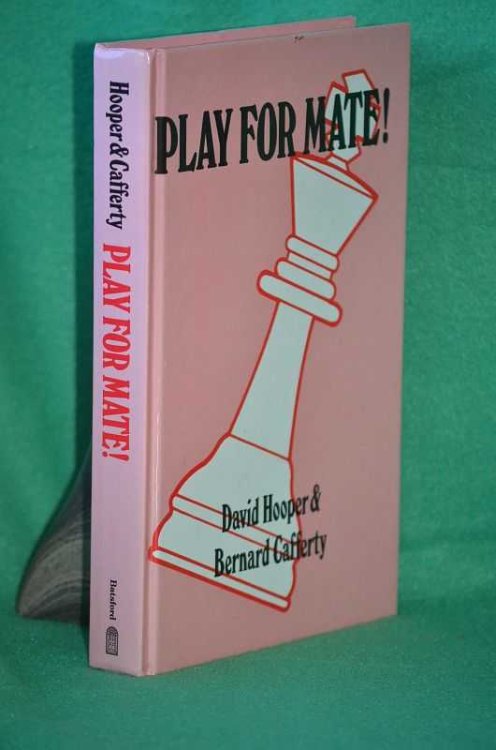 Hooper & Cafferty PLAY FOR MATE!
Batsford
PLAY FOR MATE!
David Hooper &
Bernard Cafferty